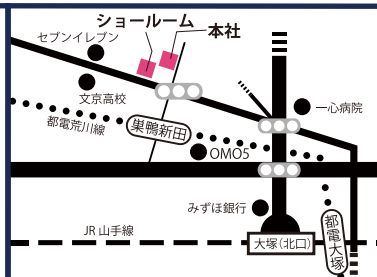 ショールーム
本社
セブンイレブン
文京高校
一心病院
都電荒川線
巣鴨新田
OMO5
みずほ銀行
都電大塚
JR 山手線
大塚(北口)